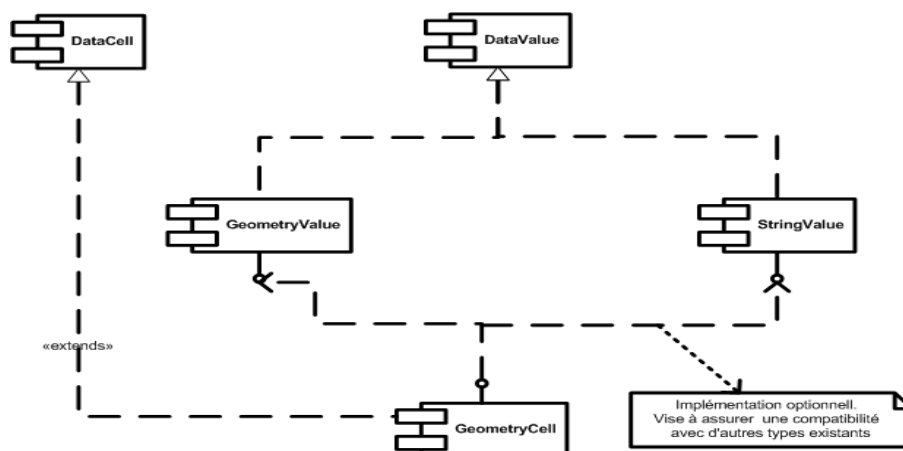 DataCell
DataValue
GeometryValue
StringValue
«extends»
GeometryCell
Implémentation optionnell.
Vise à assurer une compatibilité
avec d'autres types existants